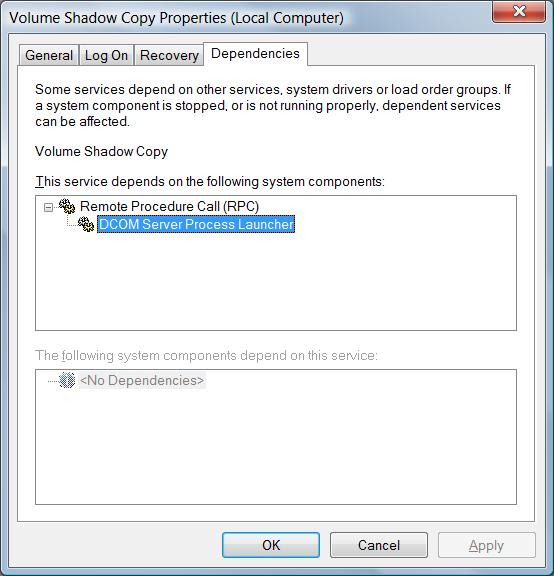 Volume Shadow Copy Properties (Local Computer)
General Log On Recovery Dependencies
Some services depend on other services, system drivers or load order groups. If
a system component is stopped, or is not running properly, dependent services
can be affected.
Volume Shadow Copy
This service depends on the following system components:
Remote Procedure Call (RPC)
DCOM Server Process Launcher
The following system components depend on this service:
<No Dependencies>
OK Cancel Apply